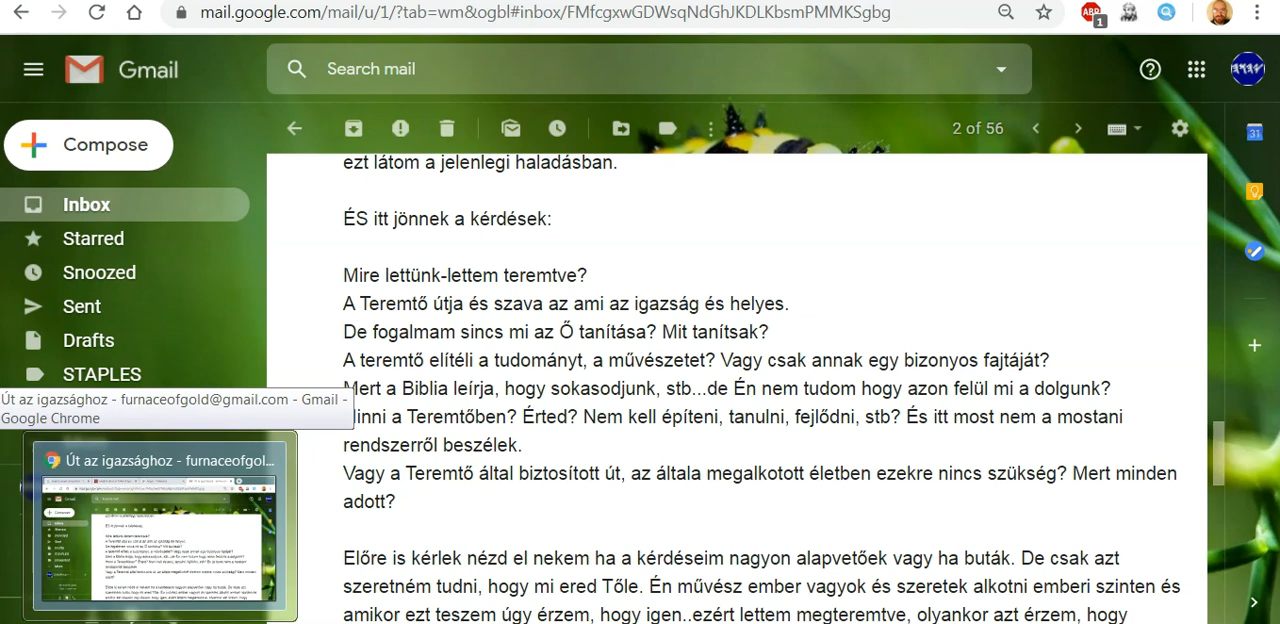 mail.google.com/mail/u/1/?tab=wm&ogbl#inbox/FMfcgxwGDWsqNdGhJKDLKbsmPMMKSgbg
ABP
1
Gmail
Search mail
Compose
2 of 56
31
Inbox
Starred
Snoozed
Sent
Drafts
STAPLES
ezt látom a jelenlegi haladásban.
ÉS itt jönnek a kérdések:
Mire lettünk-lettem teremtve?
A Teremtő útja és szava az ami az igazság és helyes.
De fogalmam sincs mi az Ő tanítása? Mit tanítsak?
A teremtő elítéli a tudományt, a művészetet? Vagy csak annak egy bizonyos fajtáját?
Mert a Biblia leírja, hogy sokasodjunk, stb...de Én nem tudom hogy azon felül mi a dolgunk?
Hinni a Teremtőben? Érted? Nem kell építeni, tanulni, fejlődni, stb? És itt most nem a mostani
rendszerről beszélek.
Vagy a Teremtő által biztosított út, az általa megalkotott életben ezekre nincs szükség? Mert minden
adott?
Előre is kérlek nézd el nekem ha a kérdéseim nagyon alapvetőek vagy ha buták. De csak azt
szeretném tudni, hogy mi ered Tőle. Én művész ember vagyok és szeretek alkotni emberi szinten és
amikor ezt teszem úgy érzem, hogy igen..ezért lettem megteremtve, olyankor azt érzem, hogy
Út az igazsághoz - furnaceofgold@gmail.com - Gmail -
Google Chrome
Út az igazsághoz - furnaceofgol...